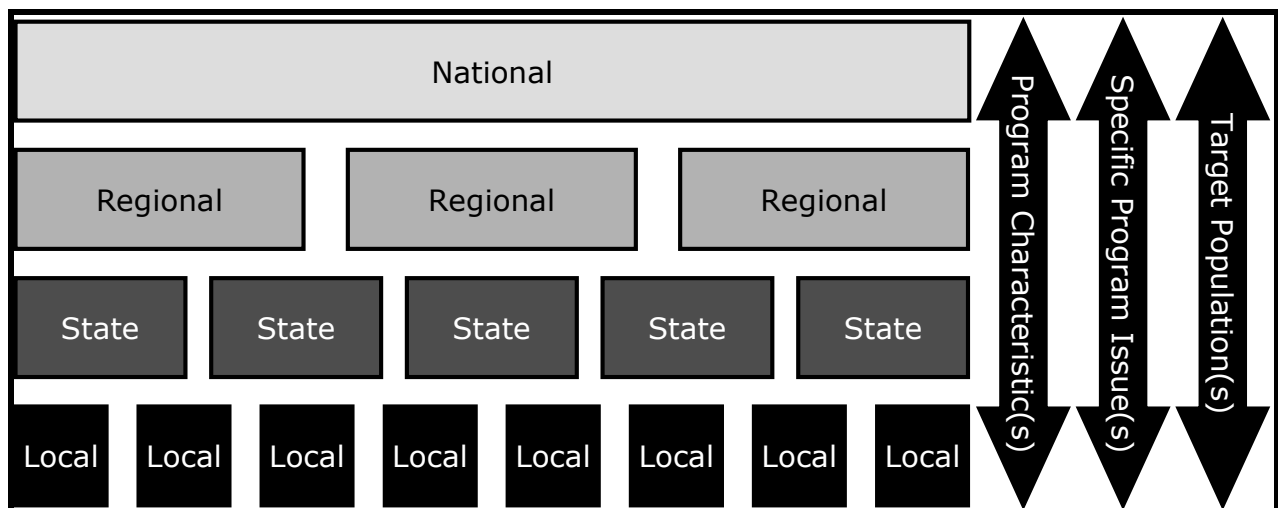 National
Regional
Regional
Regional
State
State
State
State
State
Local
Local
Local
Local
Local
Local
Local
Local
Program Characteristic(s)
Specific Program Issue(s)
Target Population(s)